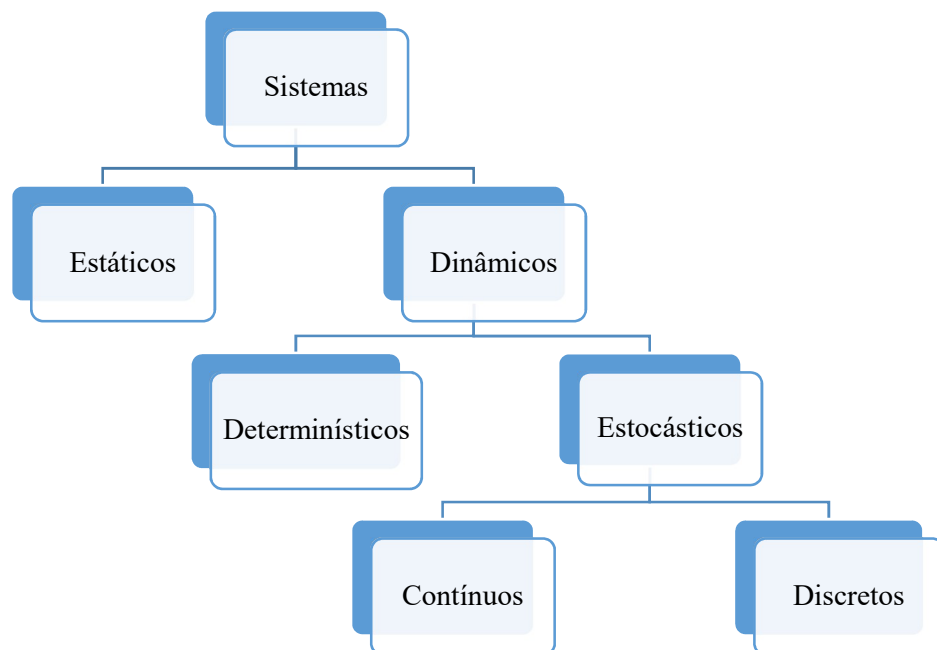 Sistemas
Estáticos
Dinâmicos
Determinísticos
Estocásticos
Contínuos
Discretos